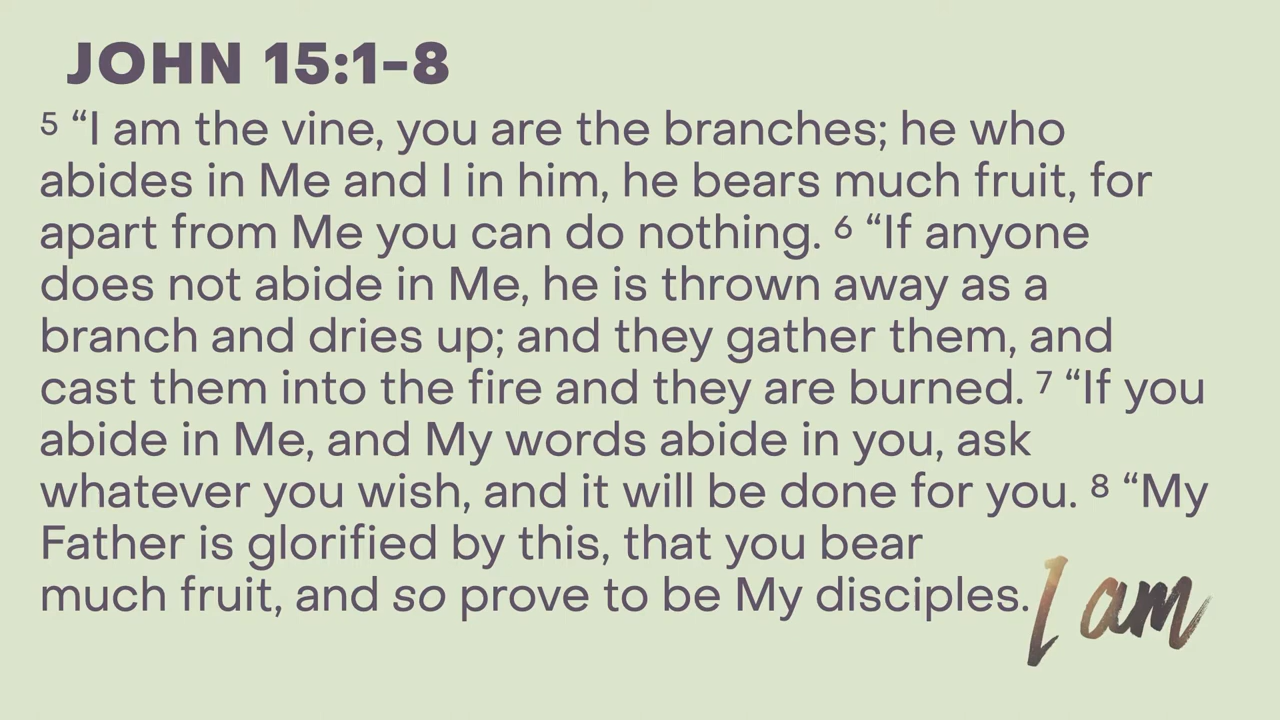 JOHN 15:1-8
5 “I am the vine, you are the branches; he who
abides in Me and I in him, he bears much fruit, for
apart from Me you can do nothing. 6 “If anyone
does not abide in Me, he is thrown away as a
branch and dries up; and they gather them, and
cast them into the fire and they are burned. 7 “If you
abide in Me, and My words abide in you, ask
whatever you wish, and it will be done for you. 8 “My
Father is glorified by this, that you bear
much fruit, and so prove to be My disciples.
I am